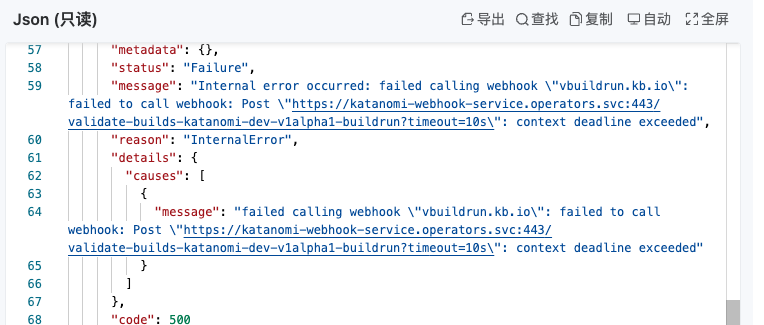 Json (只读)
导出 查找 复制 自动 全屏
57 "metadata": {},
58 "status": "Failure",
59 "message": "Internal error occurred: failed calling webhook \"vbuildrun.kb.io\":
failed to call webhook: Post \"https://katanomi-webhook-service.operators.svc:443/
validate-builds-katanomi-dev-v1alpha1-buildrun?timeout=10s\": context deadline exceeded",
60 "reason": "InternalError",
61 "details": {
62 "causes": [
63 {
64 "message": "failed calling webhook \"vbuildrun.kb.io\": failed to call
webhook: Post \"https://katanomi-webhook-service.operators.svc:443/
validate-builds-katanomi-dev-v1alpha1-buildrun?timeout=10s\": context deadline exceeded"
65 }
66 ]
67 },
68 "code": 500